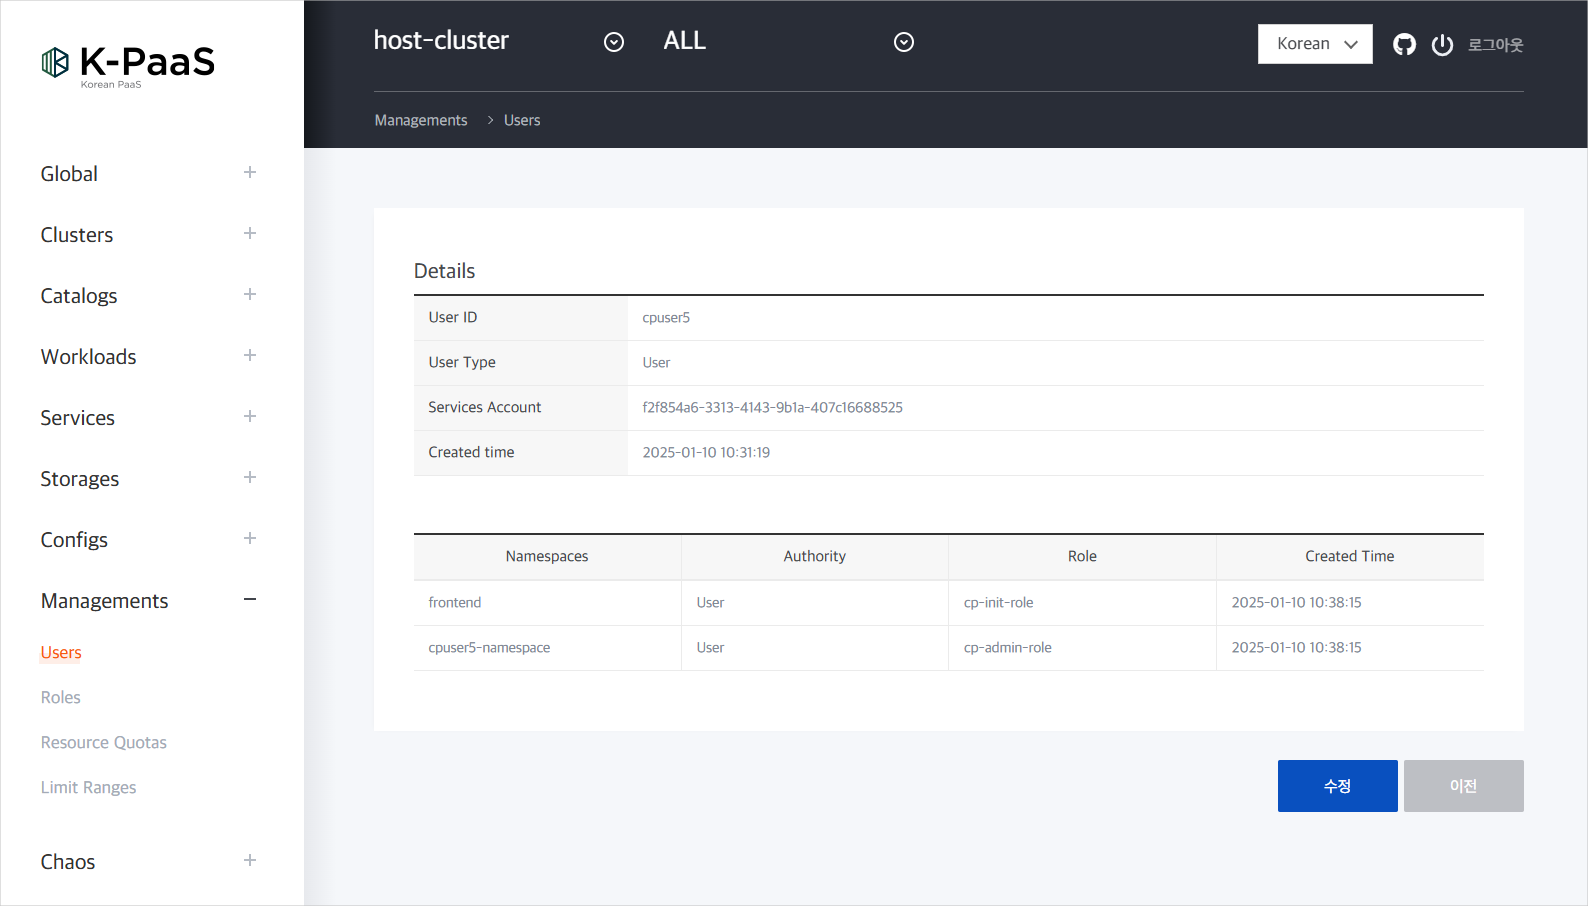 K-PaaS
Korean PaaS
host-cluster
ALL
Korean
로그아웃
Managements > Users
Global
Clusters
Catalogs
Workloads
Services
Storages
Configs
Managements
Users
Roles
Resource Quotas
Limit Ranges
Chaos
Details
User ID cpuser5
User Type User
Services Account f2f854a6-3313-4143-9b1a-407c16688525
Created time 2025-01-10 10:31:19
Namespaces Authority Role Created Time
frontend User cp-init-role 2025-01-10 10:38:15
cpuser5-namespace User cp-admin-role 2025-01-10 10:38:15
수정 이전